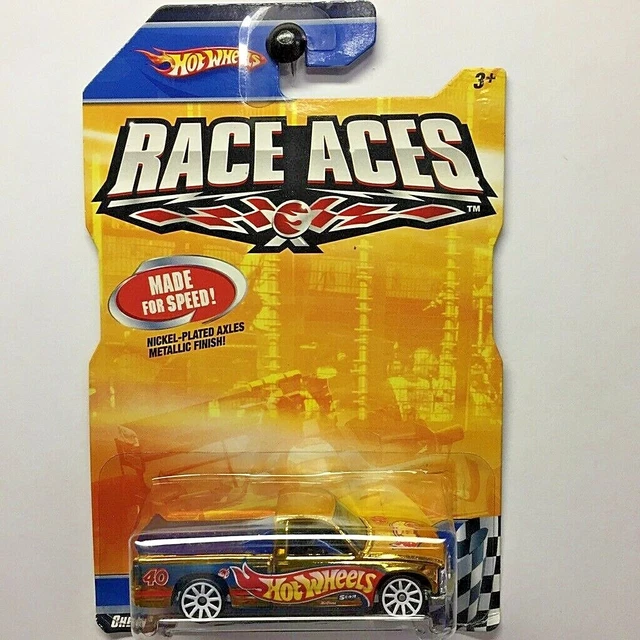 HOT WHEELS
3+
RACE ACES
TM
MADE
FOR SPEED!
NICKEL-PLATED AXLES
METALLIC FINISH!
40
HOT WHEELS